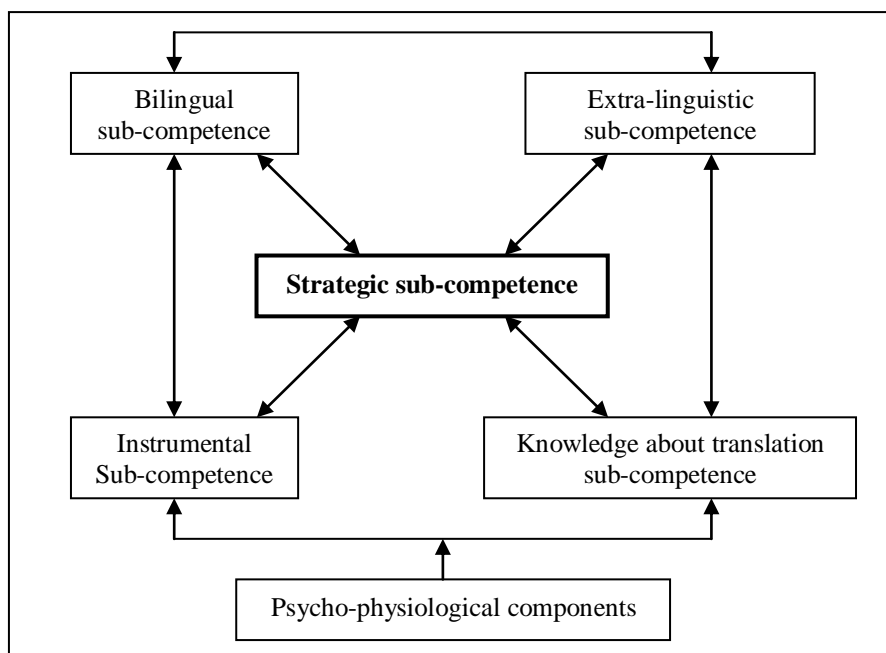 Bilingual
sub-competence
Extra-linguistic
sub-competence
Strategic sub-competence
Instrumental
Sub-competence
Knowledge about translation
sub-competence
Psycho-physiological components